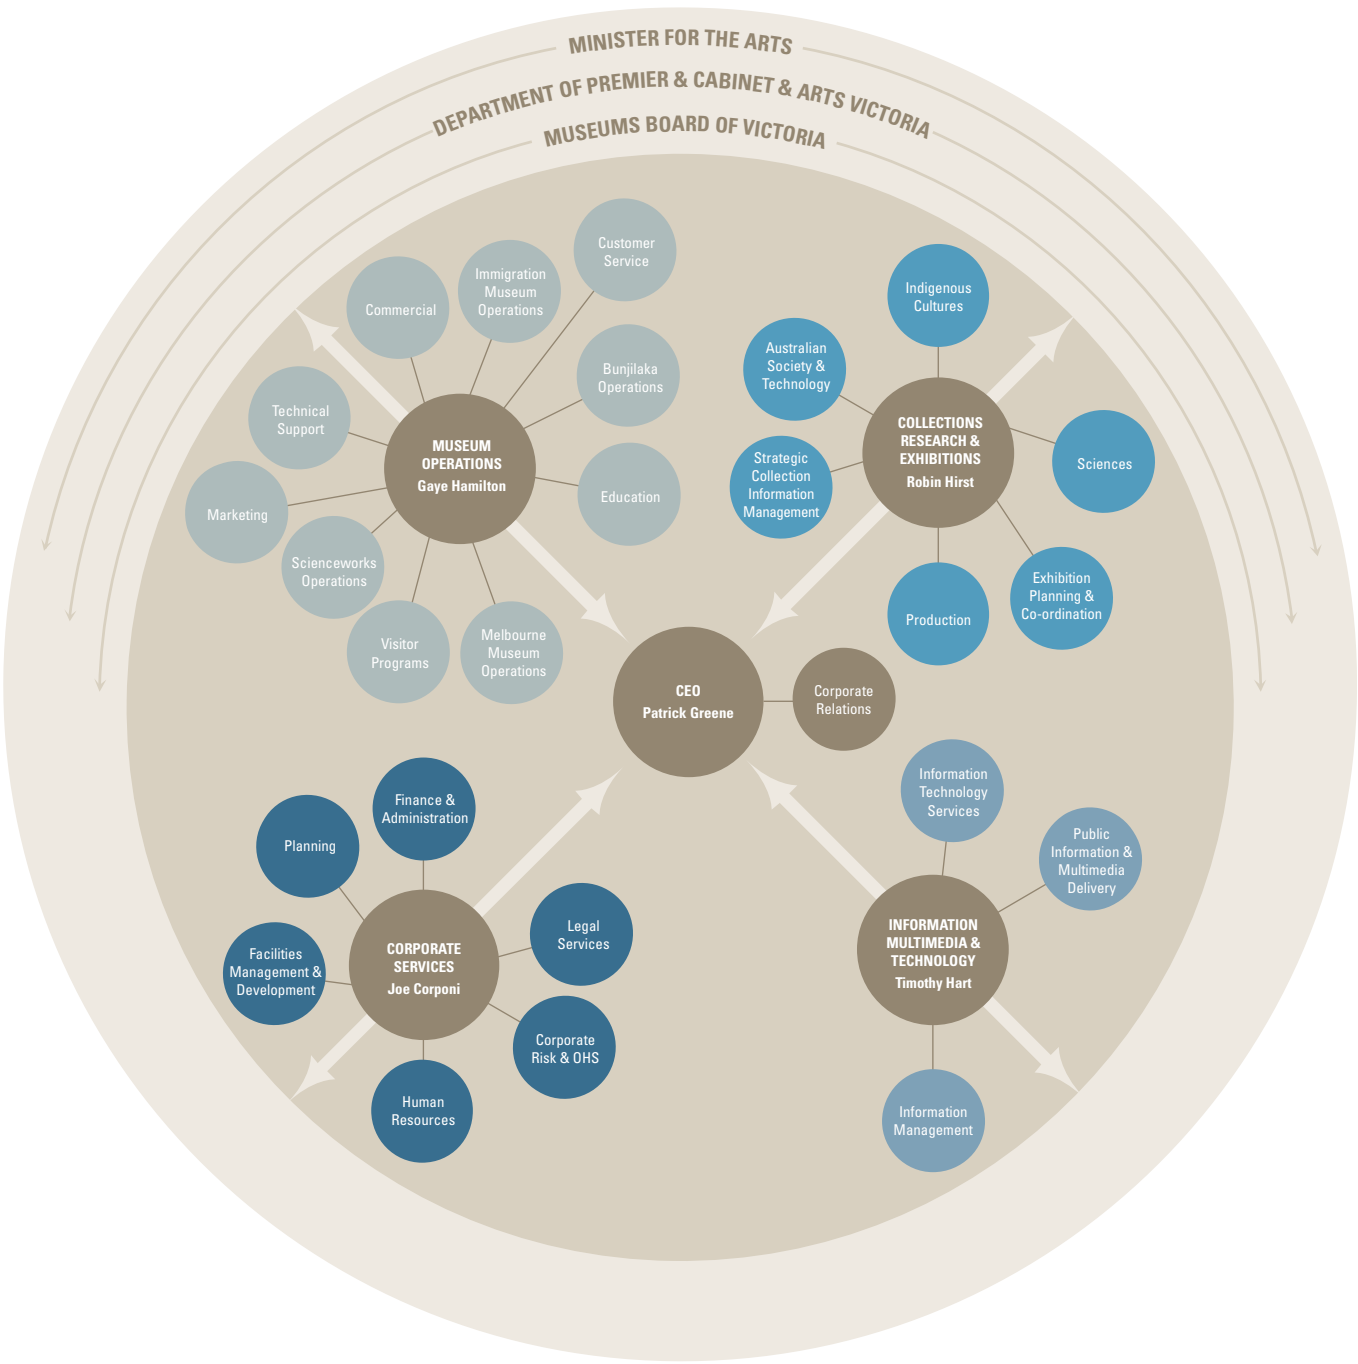 MINISTER FOR THE ARTS
DEPARTMENT OF PREMIER & CABINET & ARTS VICTORIA
MUSEUMS BOARD OF VICTORIA
Customer
Service
Immigration
Museum
Operations
Commercial
Bunjilaka
Operations
Technical
Support
MUSEUM
OPERATIONS
Gaye Hamilton
Education
Marketing
Scienceworks
Operations
Visitor
Programs
Melbourne
Museum
Operations
Indigenous
Cultures
Australian
Society &
Technology
COLLECTIONS
RESEARCH &
EXHIBITIONS
Robin Hirst
Strategic
Collection
Information
Management
Sciences
Exhibition
Planning &
Co-ordination
Production
CEO
Patrick Greene
Corporate
Relations
Finance &
Administration
Planning
Legal
Services
CORPORATE
SERVICES
Joe Corponi
Facilities
Management &
Development
Corporate
Risk & OHS
Human
Resources
Information
Technology
Services
Public
Information &
Multimedia
Delivery
INFORMATION
MULTIMEDIA &
TECHNOLOGY
Timothy Hart
Information
Management